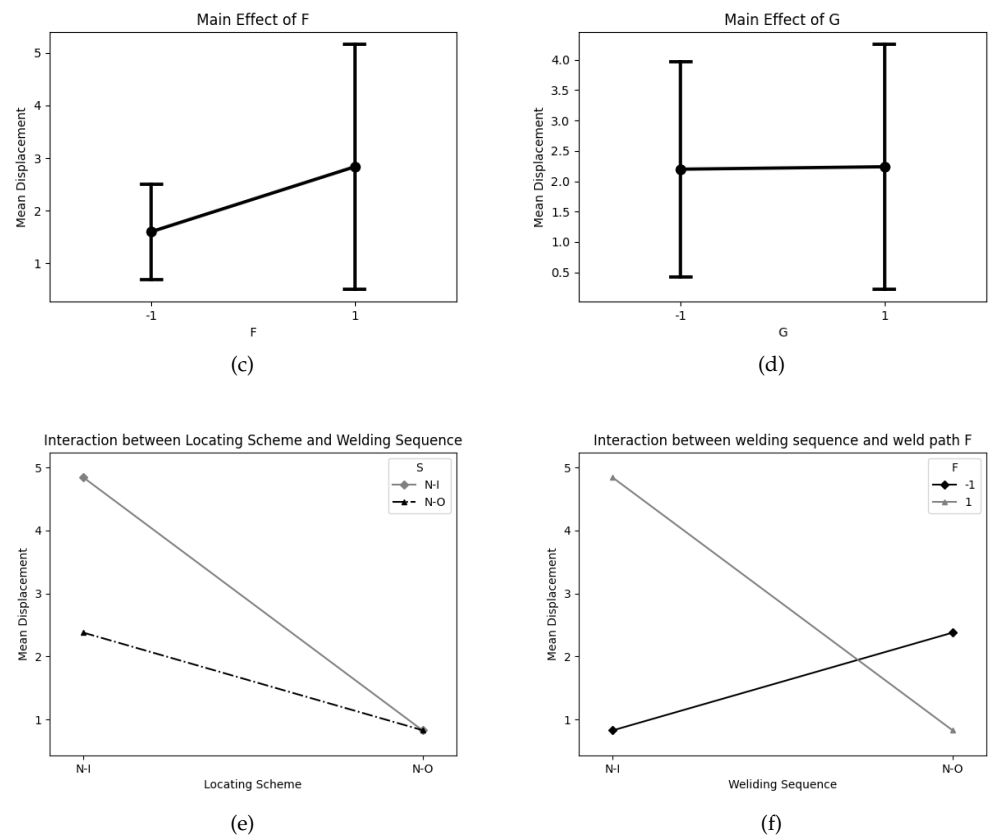 Main Effect of F
Mean Displacement
5
4
3
2
1
-1
1
F
(c)
Main Effect of G
Mean Displacement
4.0
3.5
3.0
2.5
2.0
1.5
1.0
0.5
-1
1
G
(d)
Interaction between Locating Scheme and Welding Sequence
Mean Displacement
5
4
3
2
1
S
N-I
N-O
N-I
N-O
Locating Scheme
(e)
Interaction between welding sequence and weld path F
Mean Displacement
5
4
3
2
1
F
-1
1
N-I
N-O
Weliding Sequence
(f)